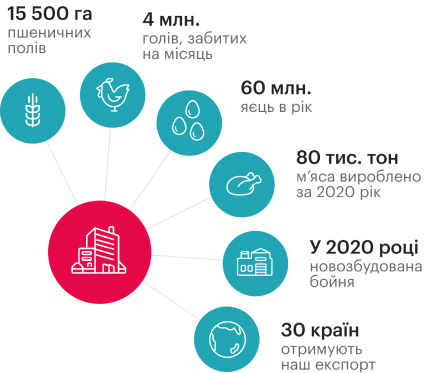 15 500 га
пшеничних
полів
4 млн.
голів, забитих
на місяць
60 млн.
яєць в рік
80 тис. тон
м’яса вироблено
за 2020 рік
У 2020 році
новозбудована
бойня
30 країн
отримують
наш експорт